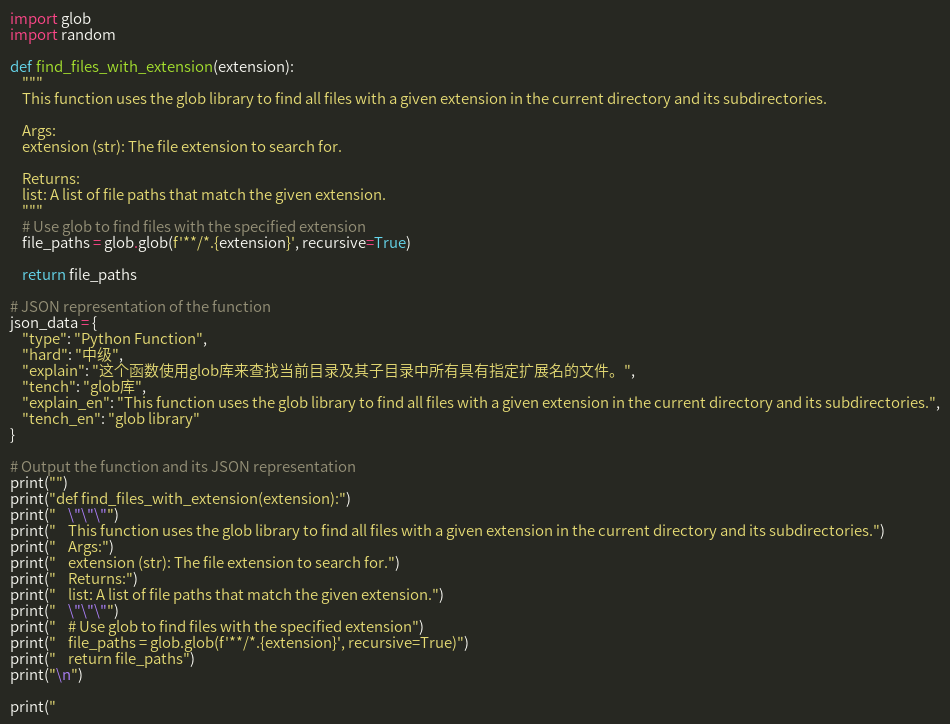 import glob
import random

def find_files_with_extension(extension):
    """
    This function uses the glob library to find all files with a given extension in the current directory and its subdirectories.

    Args:
    extension (str): The file extension to search for.

    Returns:
    list: A list of file paths that match the given extension.
    """
    # Use glob to find files with the specified extension
    file_paths = glob.glob(f'**/*.{extension}', recursive=True)

    return file_paths

# JSON representation of the function
json_data = {
    "type": "Python Function",
    "hard": "中级",
    "explain": "这个函数使用glob库来查找当前目录及其子目录中所有具有指定扩展名的文件。",
    "tench": "glob库",
    "explain_en": "This function uses the glob library to find all files with a given extension in the current directory and its subdirectories.",
    "tench_en": "glob library"
}

# Output the function and its JSON representation
print("")
print("def find_files_with_extension(extension):")
print("    \"\"\"")
print("    This function uses the glob library to find all files with a given extension in the current directory and its subdirectories.")
print("    Args:")
print("    extension (str): The file extension to search for.")
print("    Returns:")
print("    list: A list of file paths that match the given extension.")
print("    \"\"\"")
print("    # Use glob to find files with the specified extension")
print("    file_paths = glob.glob(f'**/*.{extension}', recursive=True)")
print("    return file_paths")
print("\n")

print("